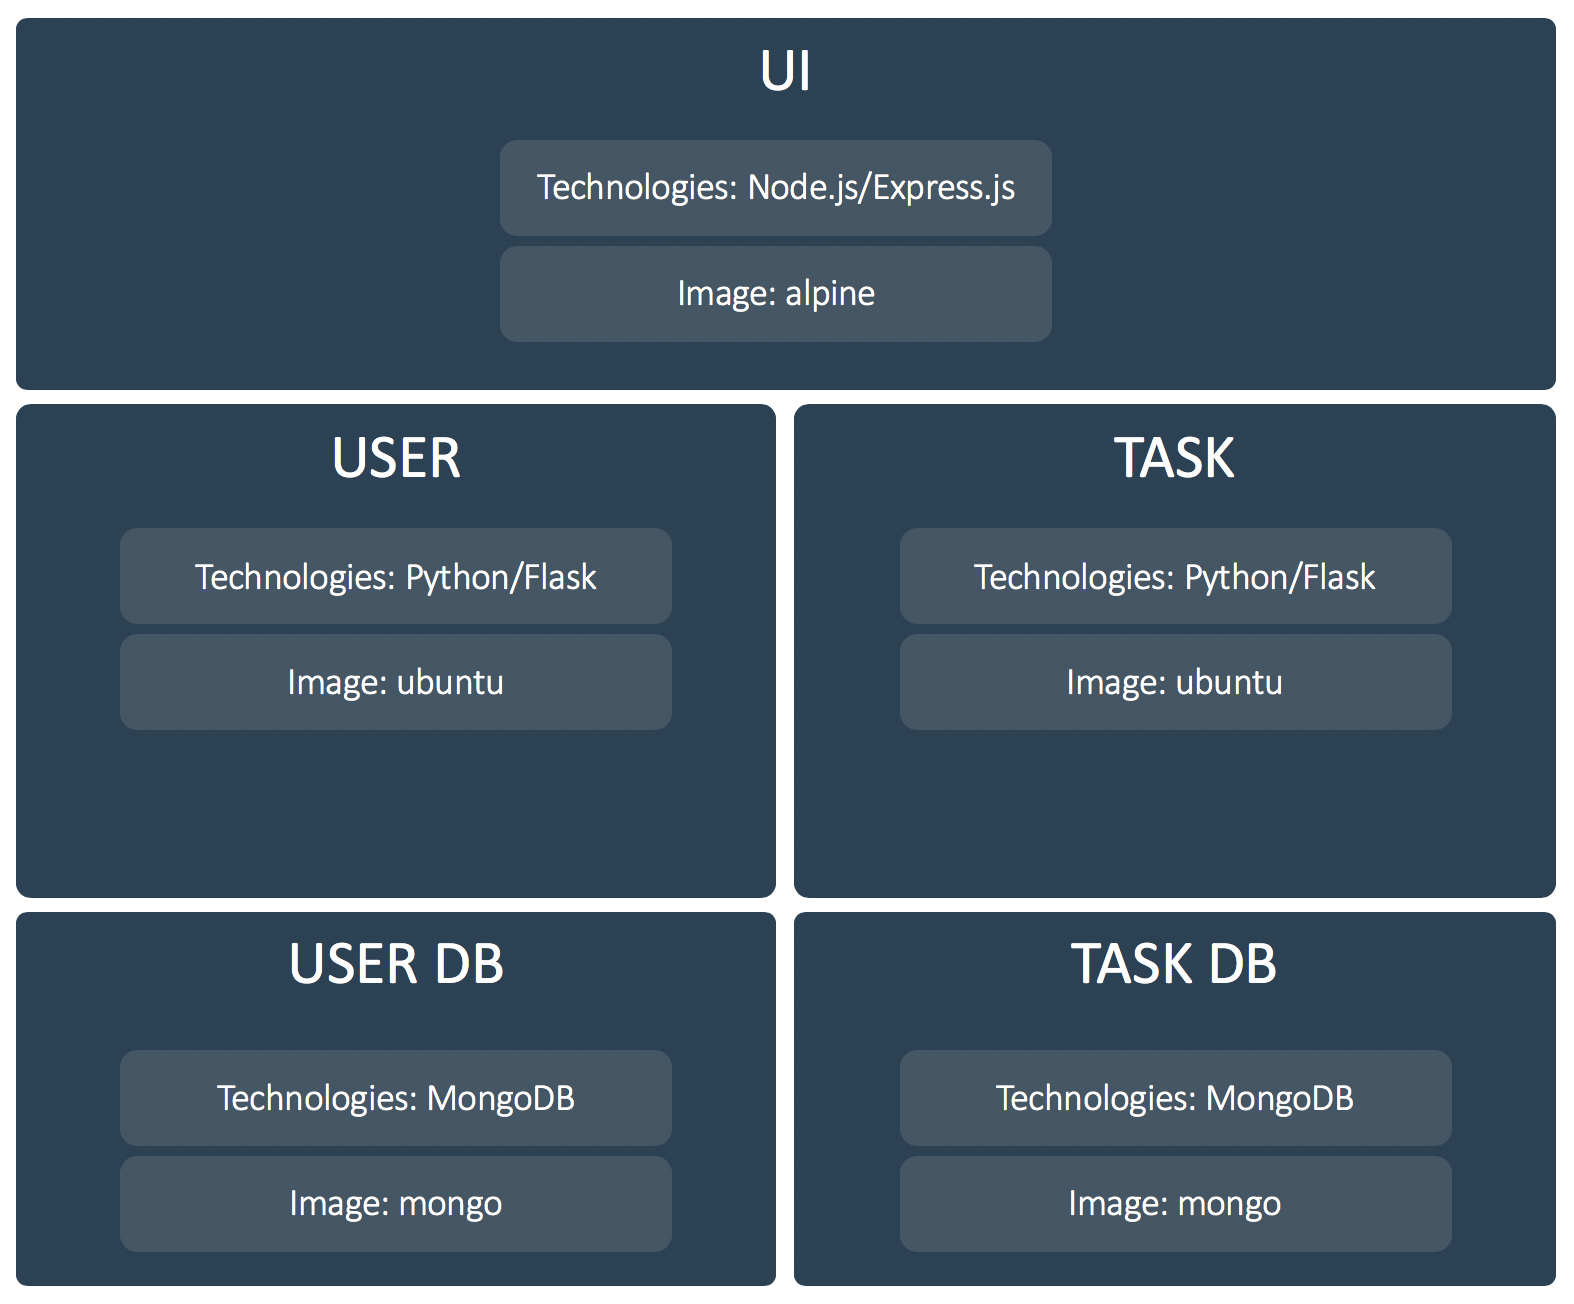 UI
Technologies: Node.js/Express.js
Image: alpine
USER
Technologies: Python/Flask
Image: ubuntu
TASK
Technologies: Python/Flask
Image: ubuntu
USER DB
Technologies: MongoDB
Image: mongo
TASK DB
Technologies: MongoDB
Image: mongo